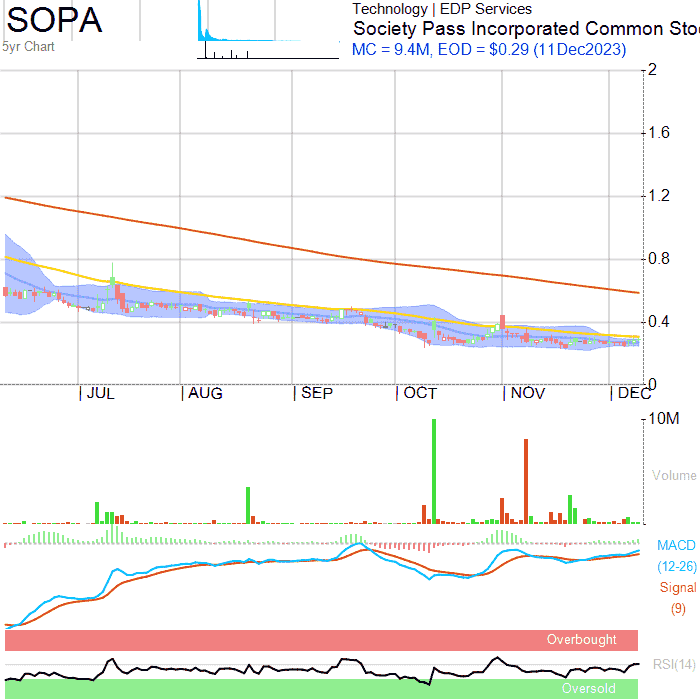 SOPA
5yr Chart
Technology | EDP Services
Society Pass Incorporated Common Sto
MC = 9.4M, EOD = $0.29 (11Dec2023)
2
1.6
1.2
0.8
0.4
0
JUL AUG SEP OCT NOV DEC
10M
Volume
MACD
(12-26)
Signal
(9)
Overbought
RSI(14)
Oversold